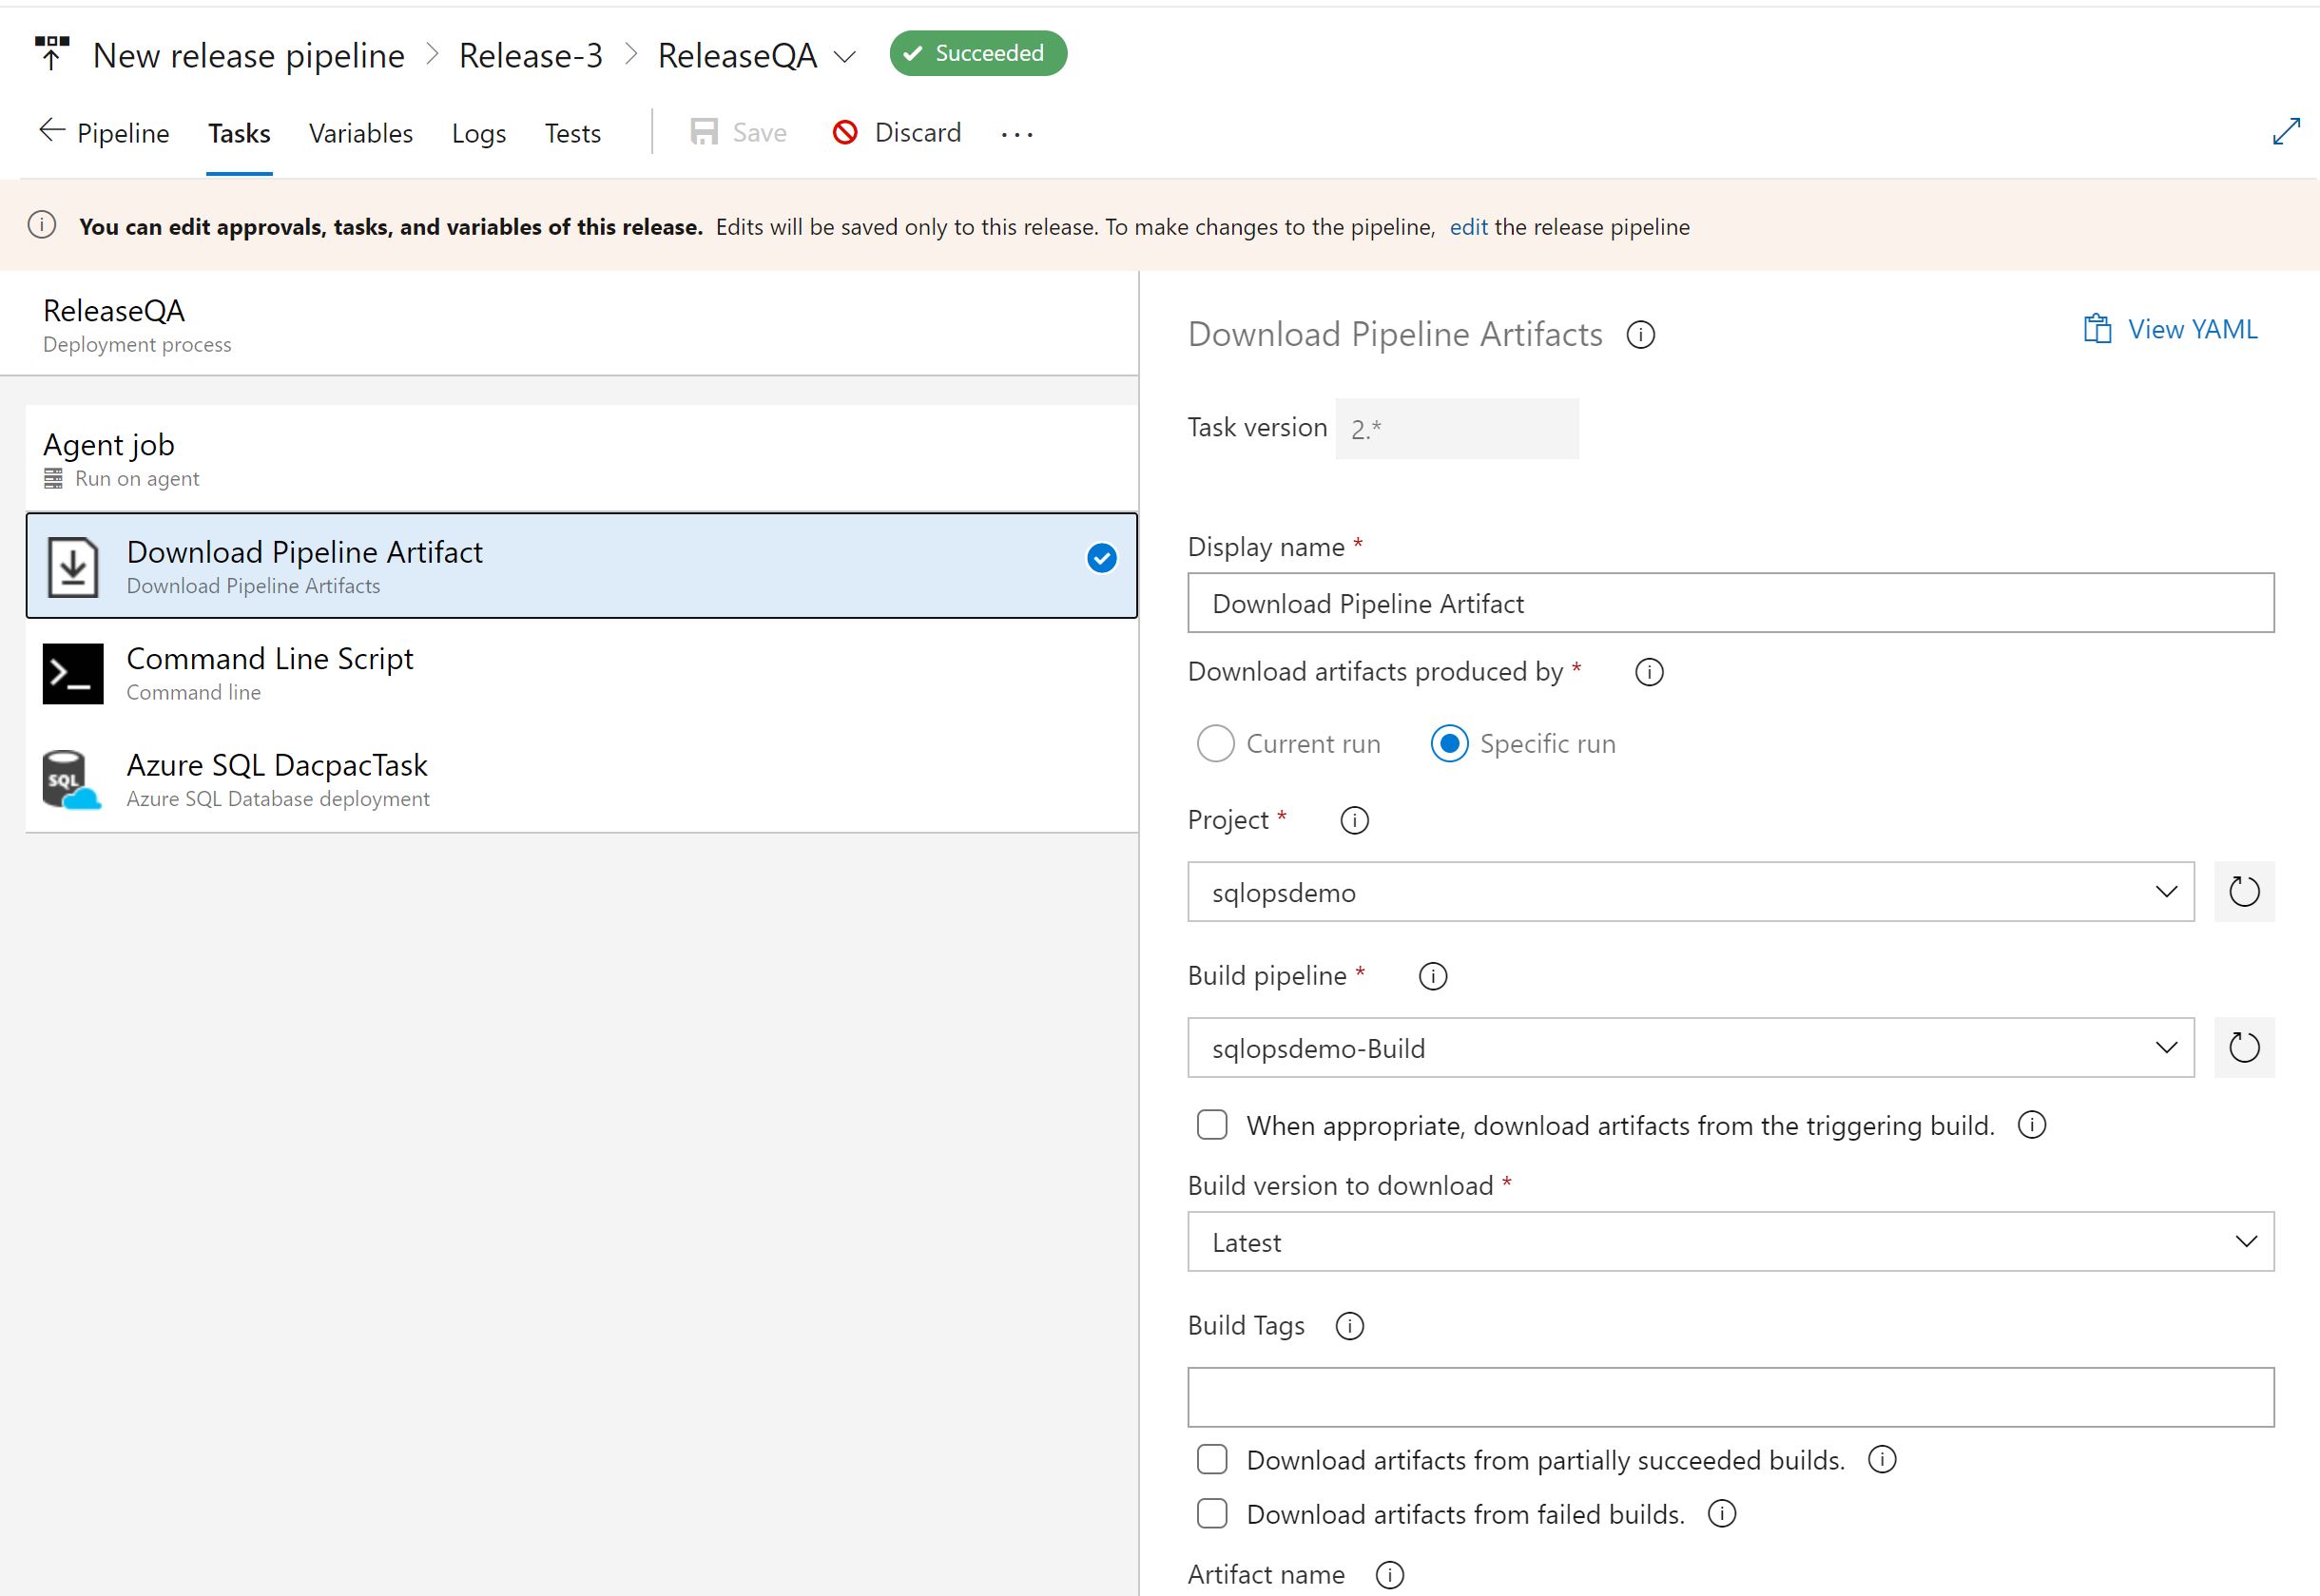 New release pipeline > Release-3 > ReleaseQA Succeeded
Pipeline Tasks Variables Logs Tests Save Discard ...
You can edit approvals, tasks, and variables of this release. Edits will be saved only to this release. To make changes to the pipeline, edit the release pipeline
ReleaseQA
Deployment process
Agent job
Run on agent
Download Pipeline Artifact
Download Pipeline Artifacts
Command Line Script
Command line
SQL
Azure SQL DacpacTask
Azure SQL Database deployment
Download Pipeline Artifacts
View YAML
Task version 2.*
Display name *
Download Pipeline Artifact
Download artifacts produced by *
Current run Specific run
Project *
sqlopsdemo
Build pipeline *
sqlopsdemo-Build
When appropriate, download artifacts from the triggering build.
Build version to download *
Latest
Build Tags
Download artifacts from partially succeeded builds.
Download artifacts from failed builds.
Artifact name